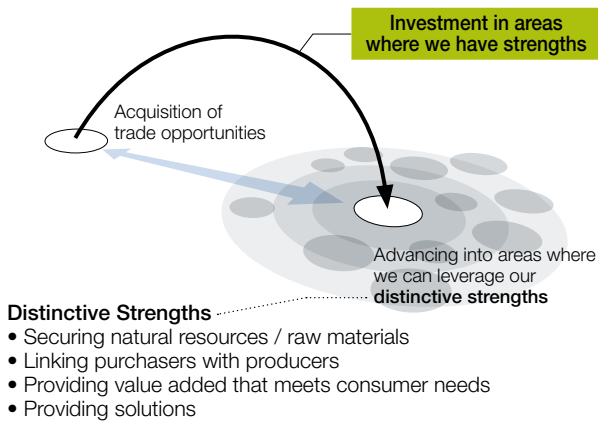 Investment in areas
where we have strengths
Acquisition of
trade opportunities
Advancing into areas where
we can leverage our
distinctive strengths
Distinctive Strengths
• Securing natural resources / raw materials
• Linking purchasers with producers
• Providing value added that meets consumer needs
• Providing solutions